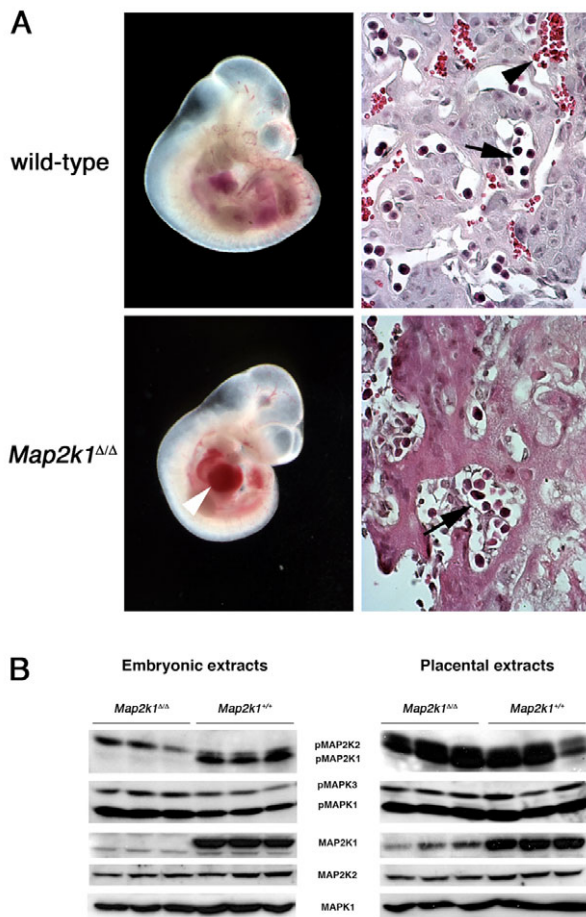 A
wild-type
Map2k1Δ/Δ
B
Embryonic extracts
Placental extracts
Map2k1Δ/Δ
Map2k1+/+
Map2k1Δ/Δ
Map2k1+/+
pMAP2K2
pMAP2K1
pMAPK3
pMAPK1
MAP2K1
MAP2K2
MAPK1